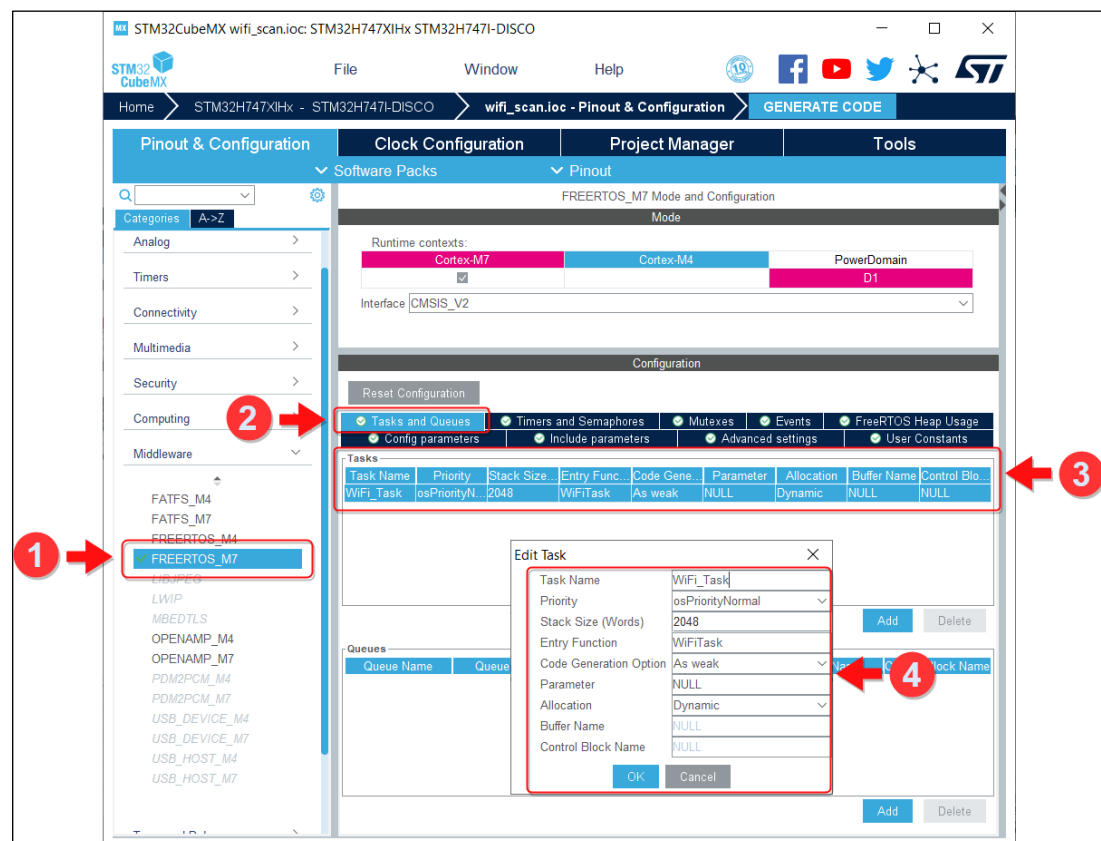 MX STM32CubeMX wifi_scan.ioc: STM32H747XIHx STM32H747I-DISCO
STM32
CubeMX
File Window Help
10
Home STM32H747XIHx - STM32H747I-DISCO wifi_scan.ioc - Pinout & Configuration GENERATE CODE
Pinout & Configuration Clock Configuration Project Manager Tools
Software Packs Pinout
Categories A->Z
Analog
Timers
Connectivity
Multimedia
Security
Computing
Middleware
FATFS_M4
FATFS_M7
FREERTOS_M4
FREERTOS_M7
LIBJPEG
LWIP
MBEDTLS
OPENAMP_M4
OPENAMP_M7
PDM2PCM_M4
PDM2PCM_M7
USB_DEVICE_M4
USB_DEVICE_M7
USB_HOST_M4
USB_HOST_M7
1
FREERTOS_M7 Mode and Configuration
Mode
Runtime contexts:
Cortex-M7 Cortex-M4 PowerDomain
D1
Interface CMSIS_V2
Configuration
Reset Configuration
2
Tasks and Queues Timers and Semaphores Mutexes Events FreeRTOS Heap Usage
Config parameters Include parameters Advanced settings User Constants
Tasks
Task Name Priority Stack Size... Entry Func... Code Gene... Parameter Allocation Buffer Name Control Blo...
WiFi_Task osPriorityN... 2048 WiFiTask As weak NULL Dynamic NULL NULL
3
Add Delete
Queues
Queue Name Queue Block Name
Add Delete
Edit Task
Task Name WiFi_Task
Priority osPriorityNormal
Stack Size (Words) 2048
Entry Function WiFiTask
Code Generation Option As weak
Parameter NULL
Allocation Dynamic
Buffer Name NULL
Control Block Name NULL
OK Cancel
4